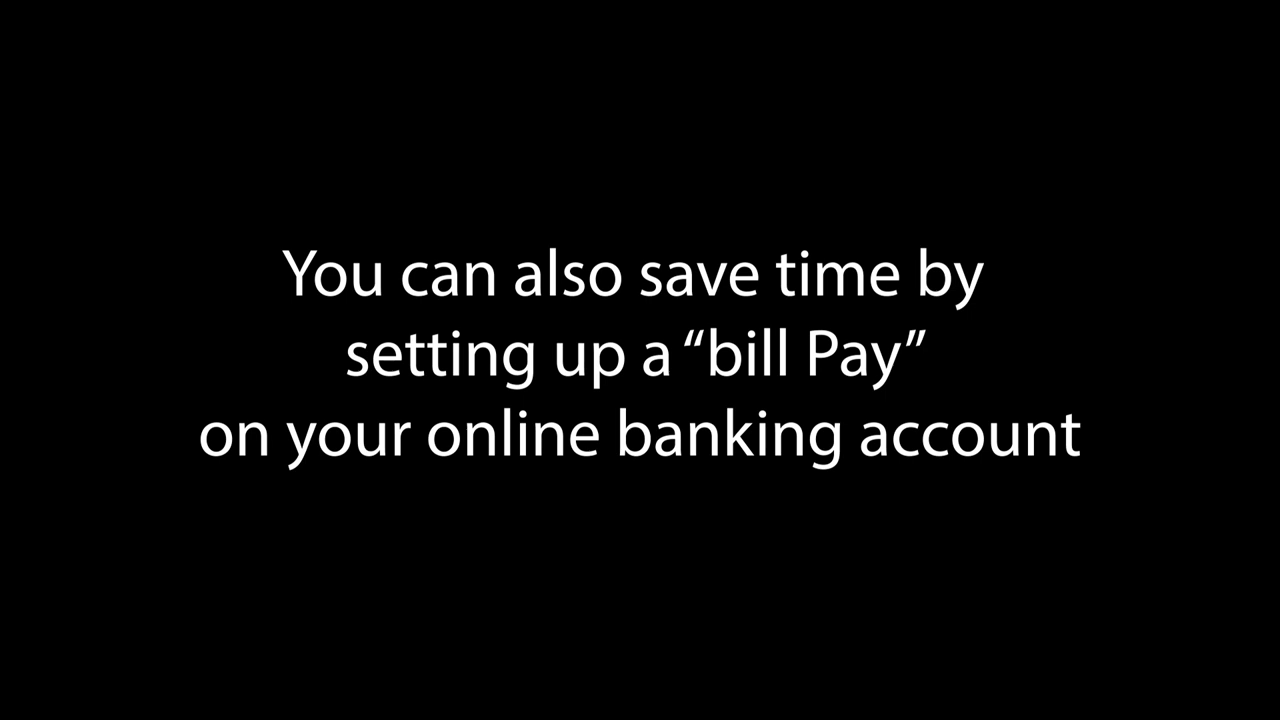 You can also save time by
setting up a “bill Pay”
on your online banking account